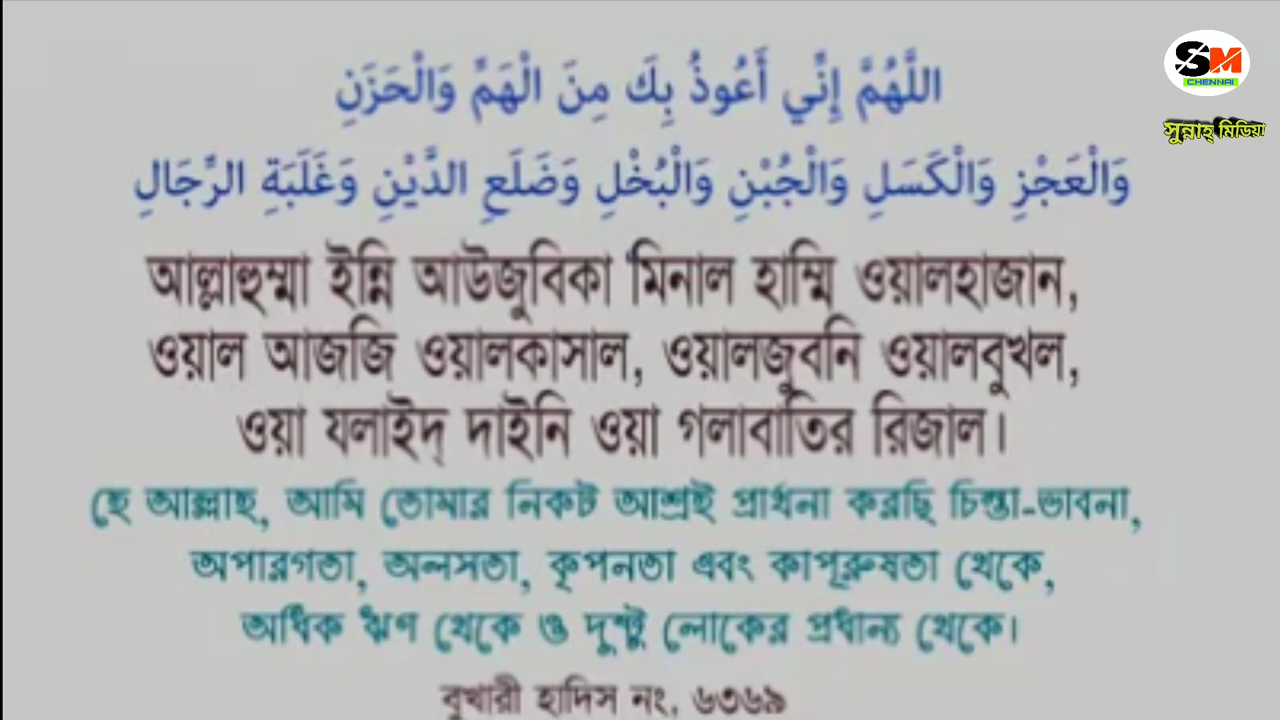 اللَّهُمَّ إِنِّي أَعُوذُ بِكَ مِنَ الْهَمِّ وَالْحَزَنِ
وَالْعَجْزِ وَالْكَسَلِ وَالْجُبْنِ وَالْبُخْلِ وَضَلَعِ الدَّيْنِ وَغَلَبَةِ الرِّجَالِ
আল্লাহুম্মা ইন্নি আউজুবিকা মিনাল হাম্মি ওয়ালহাজান,
ওয়াল আজজি ওয়ালকাসাল, ওয়ালজুবনি ওয়ালবুখল,
ওয়া যলাইদ্ দাইনি ওয়া গলাবাতির রিজাল।
হে আল্লাহ, আমি তোমার নিকট আশ্রই প্রার্থনা করছি চিন্তা-ভাবনা,
অপারগতা, অলসতা, কৃপনতা এবং কাপূরুষতা থেকে,
অধিক ঋণ থেকে ও দুষ্টু লোকের প্রধান্য থেকে।
বুখারী হাদিস নং, ৬৩৬৯
SM
CHENNAI
সুন্নাহ্ মিডিয়া